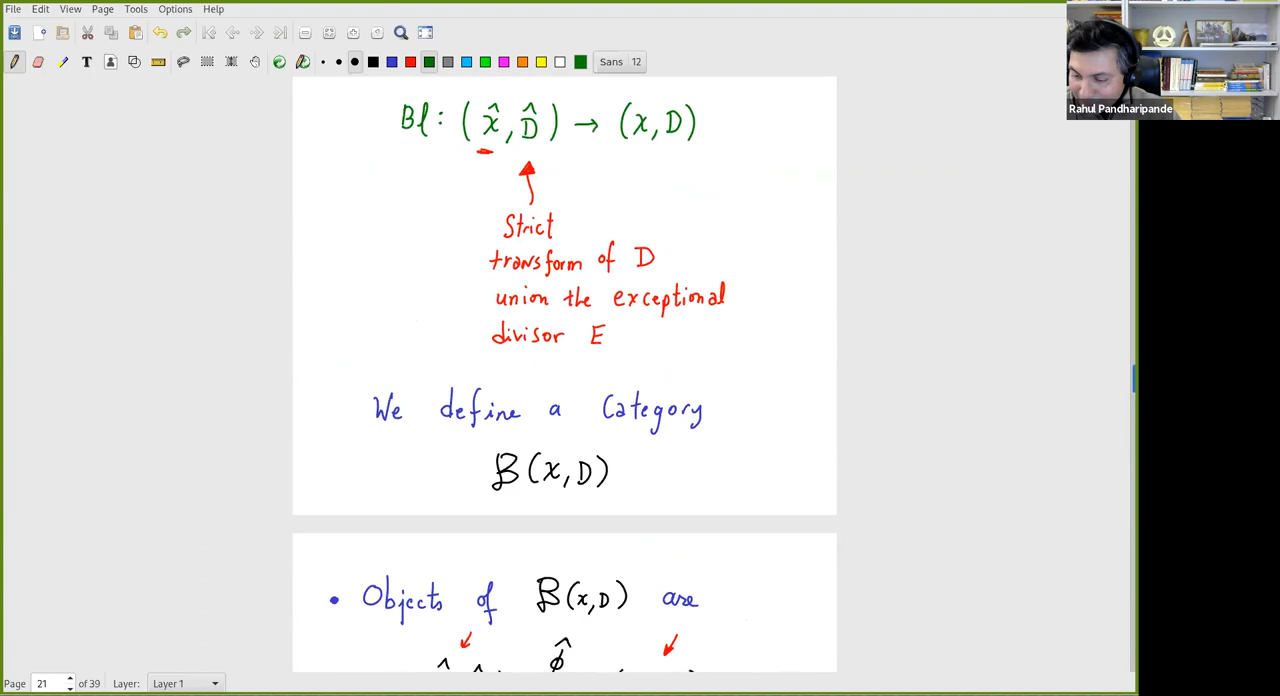 File Edit View Page Tools Options Help
Sans 12
Rahul Pandharipande
Bl : ( X̂ , D̂ ) → (X, D)
Strict
transform of D
union the exceptional
divisor E
We define a Category
B(X, D)
• Objects of B(X, D) are
ϕ̂
Page 21 of 39 Layer: Layer 1